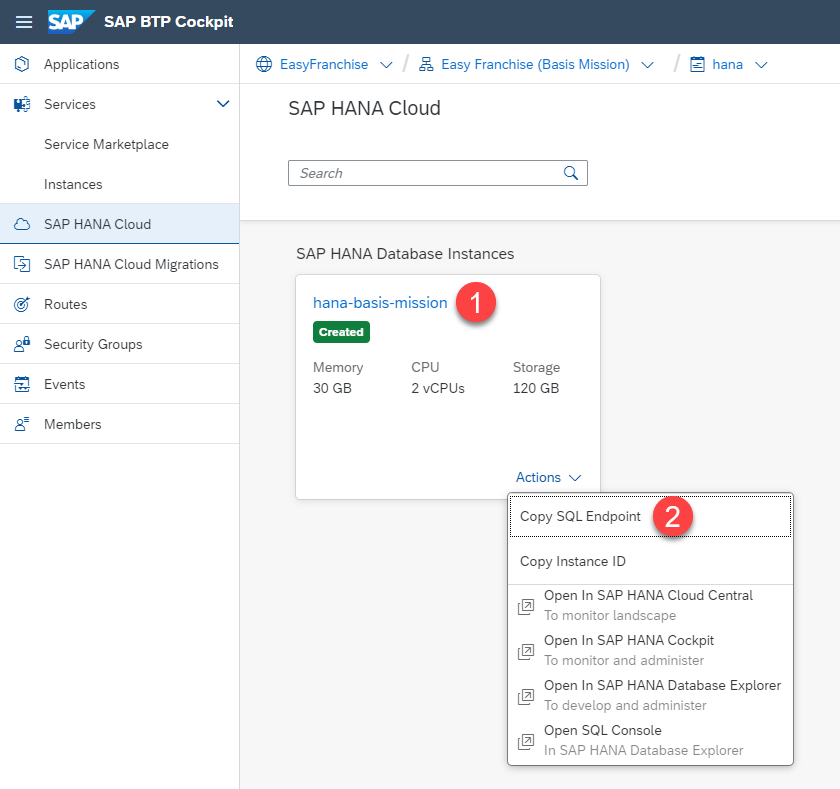 SAP SAP BTP Cockpit
Applications
Services
Service Marketplace
Instances
SAP HANA Cloud
SAP HANA Cloud Migrations
Routes
Security Groups
Events
Members
EasyFranchise / Easy Franchise (Basis Mission) / hana
SAP HANA Cloud
Search
SAP HANA Database Instances
hana-basis-mission 1
Created
Memory CPU Storage
30 GB 2 vCPUs 120 GB
Actions
Copy SQL Endpoint 2
Copy Instance ID
Open In SAP HANA Cloud Central
To monitor landscape
Open In SAP HANA Cockpit
To monitor and administer
Open In SAP HANA Database Explorer
To develop and administer
Open SQL Console
In SAP HANA Database Explorer